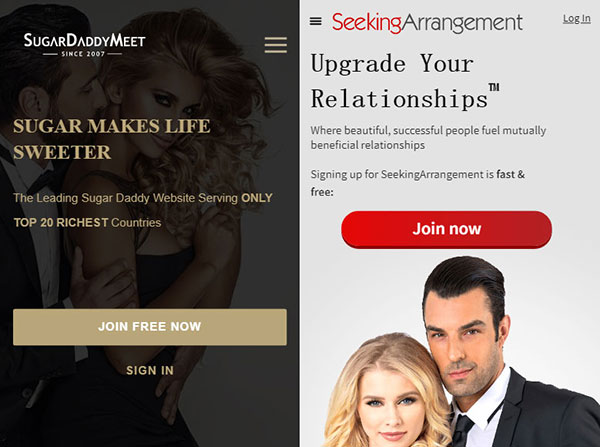 SUGARDADDYMEET
SINCE 2007
SUGAR MAKES LIFE
SWEETER
The Leading Sugar Daddy Website Serving ONLY
TOP 20 RICHEST Countries
JOIN FREE NOW
SIGN IN
SeekingArrangement
Log In
Upgrade Your
Relationships™
Where beautiful, successful people fuel mutually
beneficial relationships
Signing up for SeekingArrangement is fast &
free:
Join now